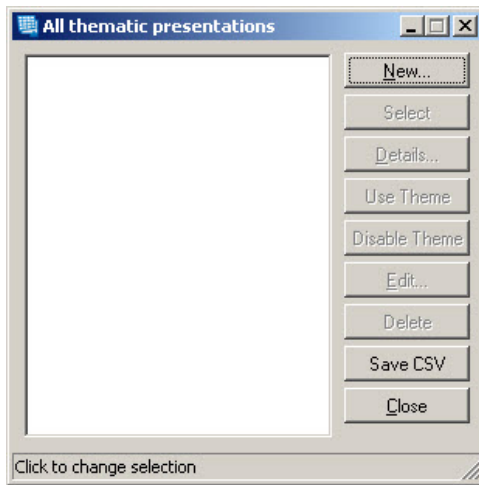 All thematic presentations
New...
Select
Details...
Use Theme
Disable Theme
Edit...
Delete
Save CSV
Close
Click to change selection